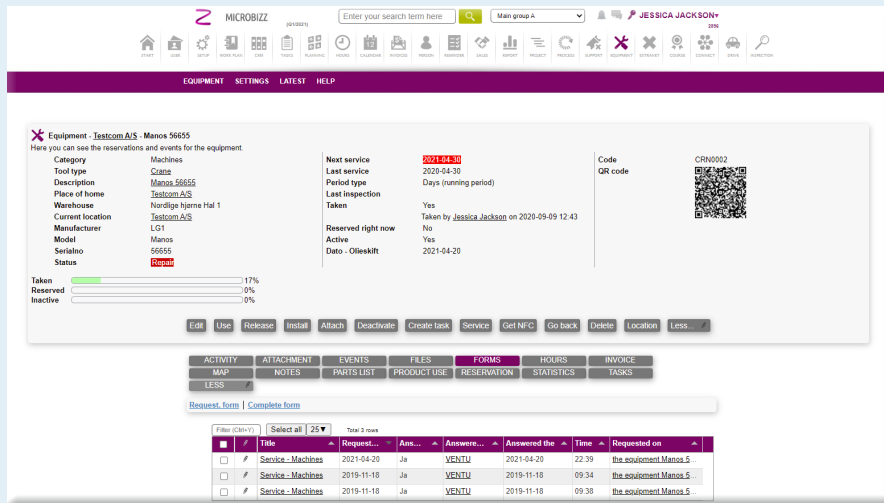 MICROBIZZ
(0/1/2021)
Enter your search term here
Main group A
JESSICA JACKSON▾
2898
START USER SETUP WORK PLAN CRM TASKS PLANNING HOURS CALENDAR INVOICES PERSON REMINDER SALES REPORT PROJECT PROCESS SUPPORT EQUIPMENT EXTRANET COURSE CONNECT DRIVE INSPECTION
12
EQUIPMENT SETTINGS LATEST HELP
Equipment - Testcom A/S - Manos 56655
Here you can see the reservations and events for the equipment.
Category Machines Next service 2021-04-30 Code CRN0002
Tool type Crane Last service 2020-04-30 QR code
Description Manos 56655 Period type Days (running period)
Place of home Testcom A/S Last inspection
Warehouse Nordlige hjørne Hal 1 Taken Yes
Current location Testcom A/S Taken by Jessica Jackson on 2020-09-09 12:43
Manufacturer LG1 Reserved right now No
Model Manos Active Yes
Serialno 56655 Dato - Olieskift 2021-04-20
Status Repair
Taken 17%
Reserved 0%
Inactive 0%
Edit Use Release Install Attach Deactivate Create task Service Get NFC Go back Delete Location Less...
ACTIVITY ATTACHMENT EVENTS FILES FORMS HOURS INVOICE
MAP NOTES PARTS LIST PRODUCT USE RESERVATION STATISTICS TASKS
LESS
Request. form | Complete form
Filter (Ctrl+Y) Select all 25▼ Total 3 rows
Title Request... Ans... Answere... Answered the Time Requested on
Service - Machines 2021-04-20 Ja VENTU 2021-04-20 22:39 the equipment Manos 5...
Service - Machines 2019-11-18 Ja VENTU 2019-11-18 09:34 the equipment Manos 5...
Service - Machines 2019-11-18 Ja VENTU 2019-11-18 09:38 the equipment Manos 5...